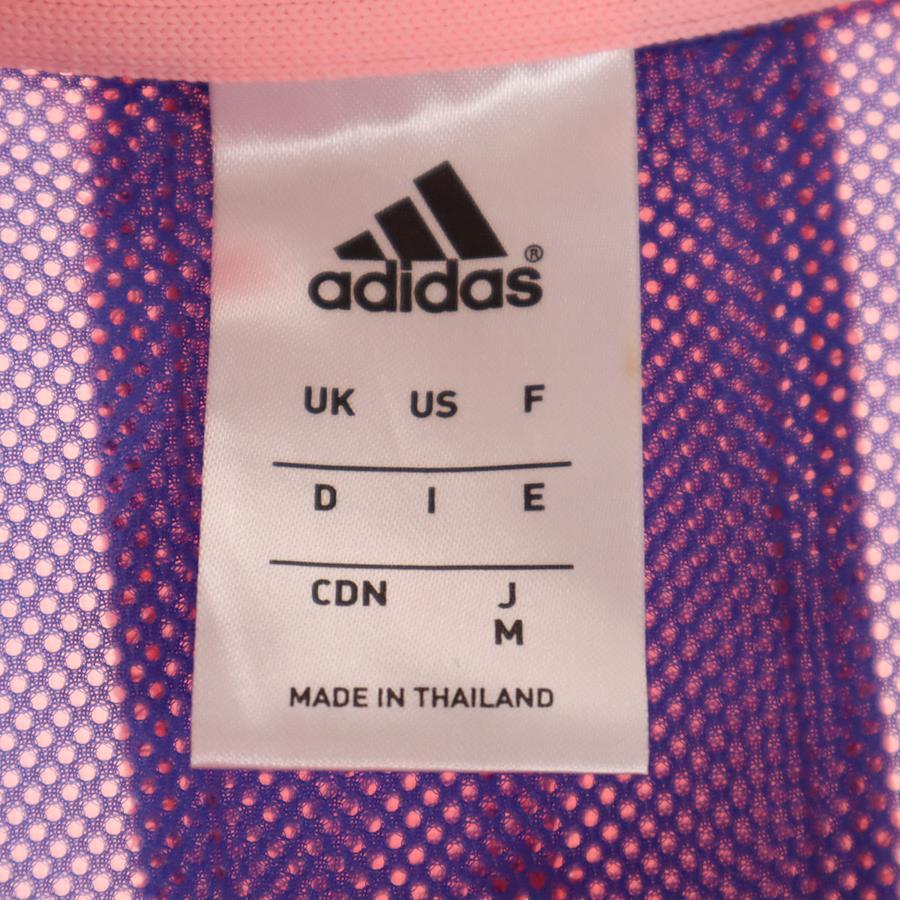 adidas®
UK US F
D I E
CDN J
M
MADE IN THAILAND